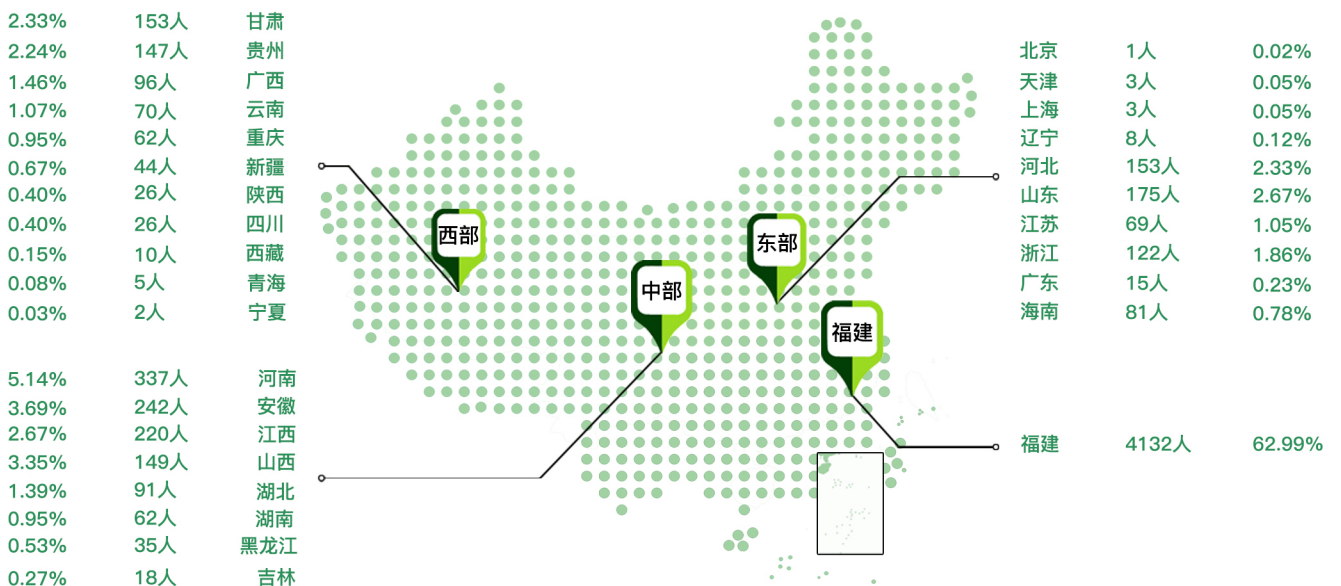 2.33% 153人 甘肃
2.24% 147人 贵州
1.46% 96人 广西
1.07% 70人 云南
0.95% 62人 重庆
0.67% 44人 新疆
0.40% 26人 陕西
0.40% 26人 四川
0.15% 10人 西藏
0.08% 5人 青海
0.03% 2人 宁夏
5.14% 337人 河南
3.69% 242人 安徽
2.67% 220人 江西
3.35% 149人 山西
1.39% 91人 湖北
0.95% 62人 湖南
0.53% 35人 黑龙江
0.27% 18人 吉林
西部
中部
东部
福建
北京 1人 0.02%
天津 3人 0.05%
上海 3人 0.05%
辽宁 8人 0.12%
河北 153人 2.33%
山东 175人 2.67%
江苏 69人 1.05%
浙江 122人 1.86%
广东 15人 0.23%
海南 81人 0.78%
福建 4132人 62.99%